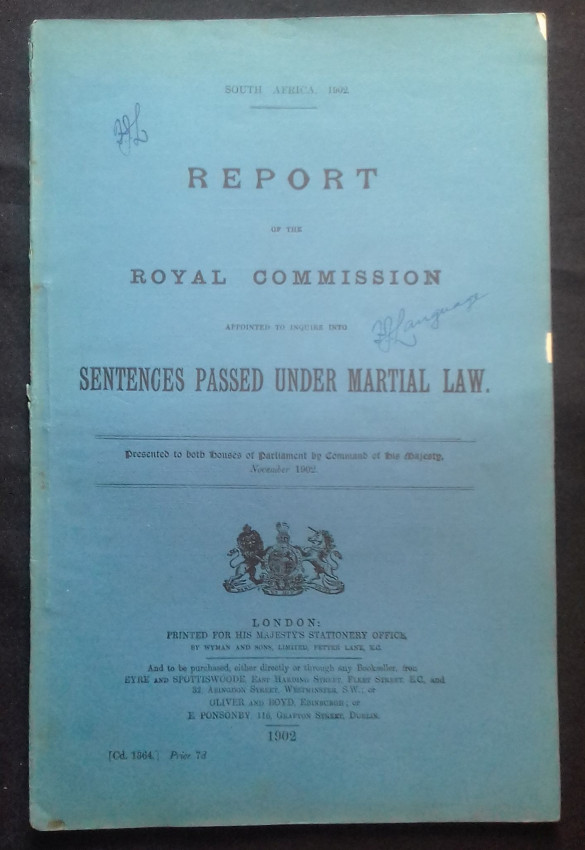 SOUTH AFRICA. 1902.
REPORT
OF THE
ROYAL COMMISSION
APPOINTED TO INQUIRE INTO
SENTENCES PASSED UNDER MARTIAL LAW.
Presented to both Houses of Parliament by Command of His Majesty,
November 1902.
LONDON:
PRINTED FOR HIS MAJESTY'S STATIONERY OFFICE,
BY WYMAN AND SONS, LIMITED, FETTER LANE, E.C.
And to be purchased, either directly or through any Bookseller, from
EYRE AND SPOTTISWOODE, EAST HARDING STREET, FLEET STREET, E.C., and
32, ABINGDON STREET, WESTMINSTER, S.W.; or
OLIVER AND BOYD, EDINBURGH; or
E. PONSONBY, 116, GRAFTON STREET, DUBLIN.
1902
[Cd. 1364.] Price 7d